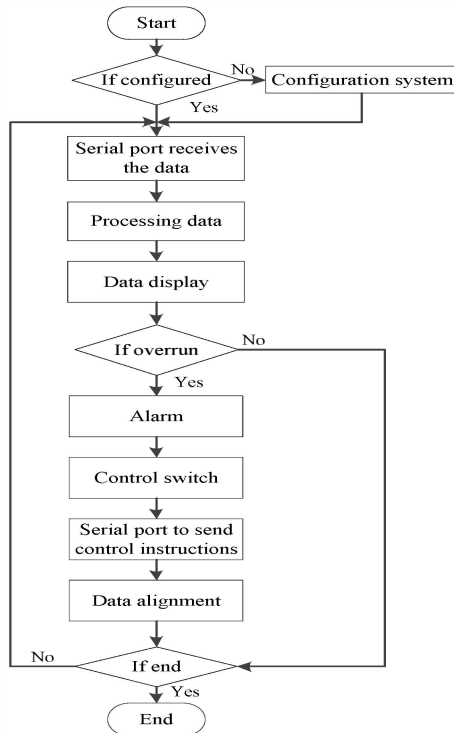 Start
If configured
No
Configuration system
Yes
Serial port receives
the data
Processing data
Data display
If overrun
No
Yes
Alarm
Control switch
Serial port to send
control instructions
Data alignment
No
If end
Yes
End